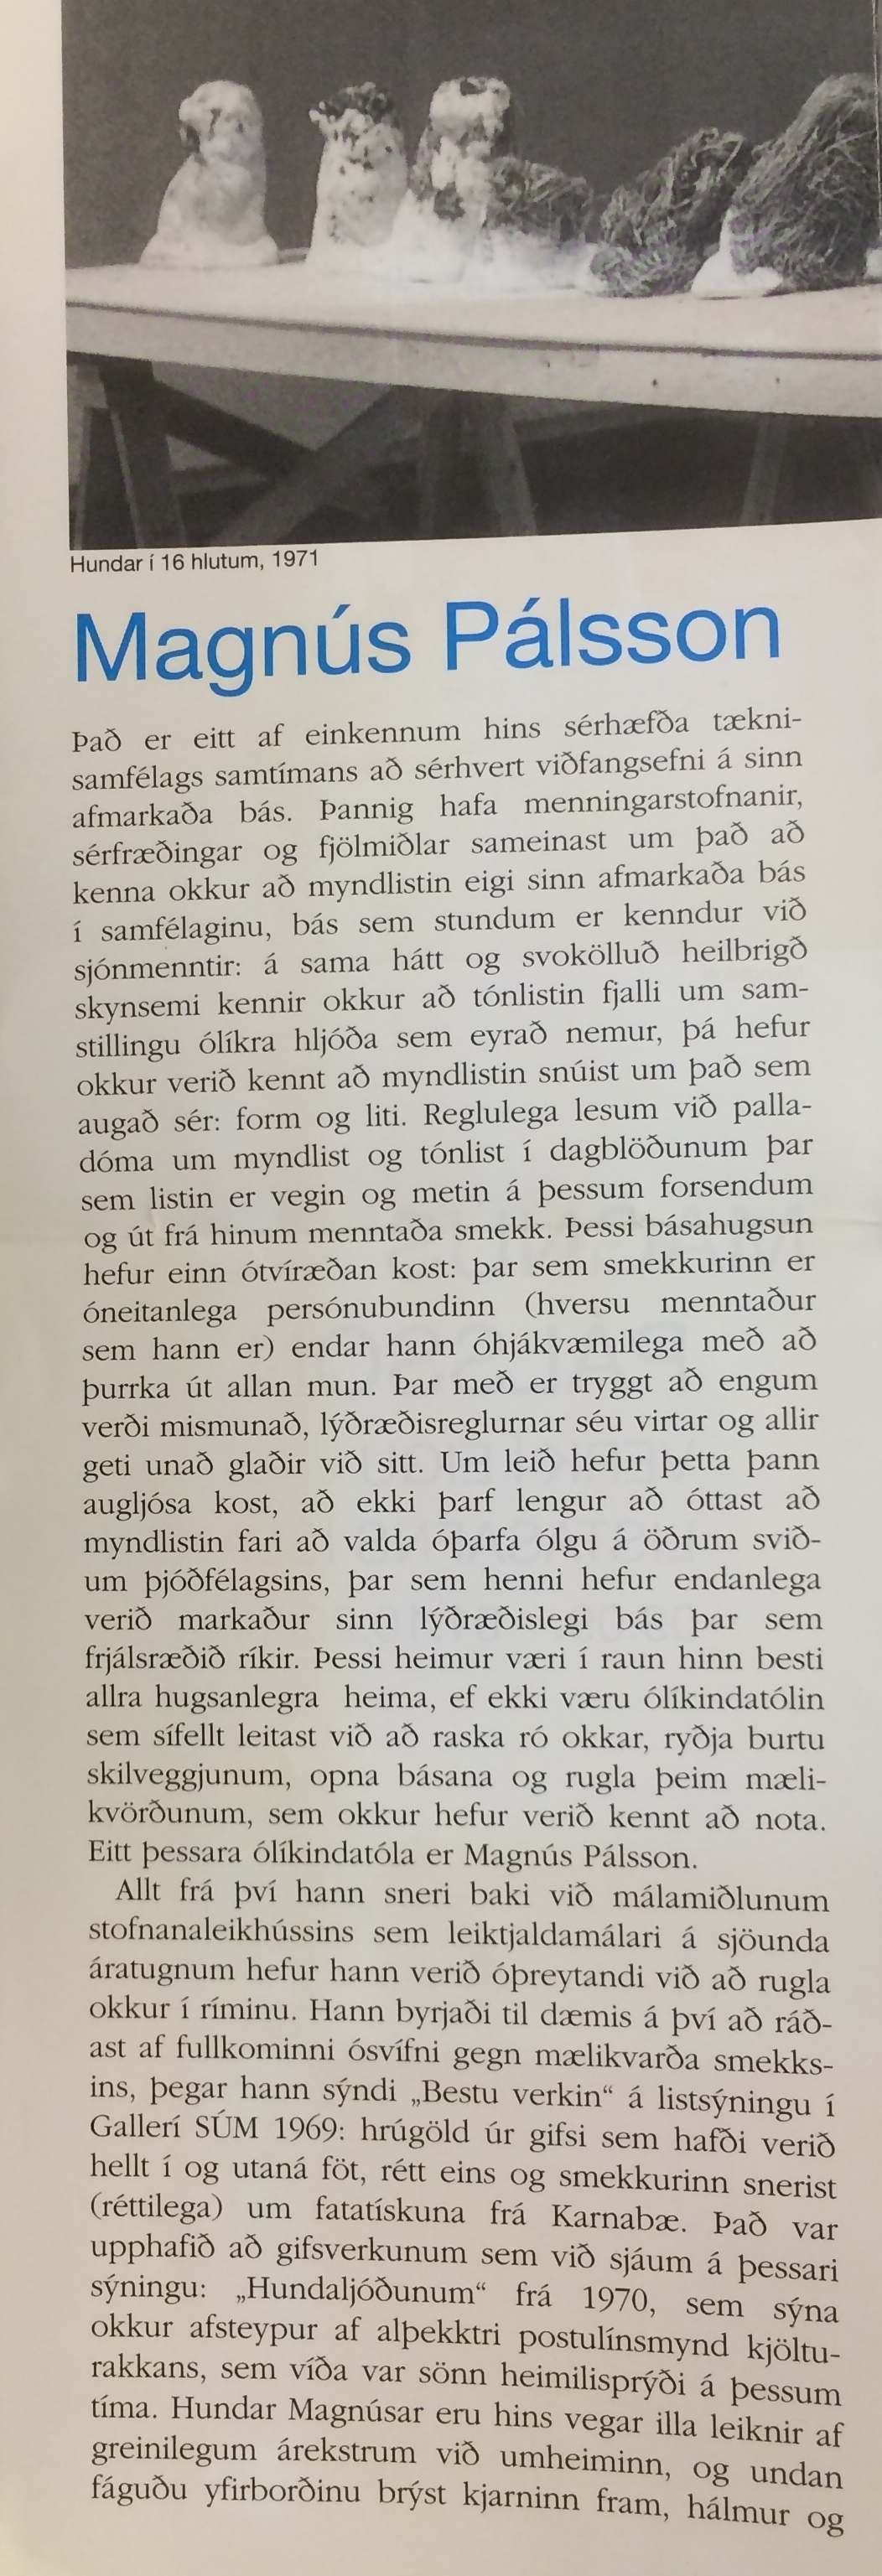 Hundar í 16 hlutum, 1971
Magnús Pálsson
Það er eitt af einkennum hins sérhæfða tækni-
samfélags samtímans að sérhvert viðfangsefni á sinn
afmarkaða bás. Þannig hafa menningarstofnanir,
sérfræðingar og fjölmiðlar sameinast um það að
kenna okkur að myndlistin eigi sinn afmarkaða bás
í samfélaginu, bás sem stundum er kenndur við
sjónmenntir: á sama hátt og svokölluð heilbrigð
skynsemi kennir okkur að tónlistin fjalli um sam-
stillingu ólíkra hljóða sem eyrað nemur, þá hefur
okkur verið kennt að myndlistin snúist um það sem
augað sér: form og liti. Reglulega lesum við palla-
dóma um myndlist og tónlist í dagblöðunum þar
sem listin er vegin og metin á þessum forsendum
og út frá hinum menntaða smekk. Þessi básahugsun
hefur einn ótvíræðan kost: þar sem smekkurinn er
óneitanlega persónubundinn (hversu menntaður
sem hann er) endar hann óhjákvæmilega með að
þurrka út allan mun. Þar með er tryggt að engum
verði mismunað, lýðræðisreglurnar séu virtar og allir
geti unað glaðir við sitt. Um leið hefur þetta þann
augljósa kost, að ekki þarf lengur að óttast að
myndlistin fari að valda óþarfa ólgu á öðrum svið-
um þjóðfélagsins, þar sem henni hefur endanlega
verið markaður sinn lýðræðislegi bás þar sem
frjálsræðið ríkir. Þessi heimur væri í raun hinn besti
allra hugsanlegra heima, ef ekki væru ólíkindatólin
sem sífellt leitast við að raska ró okkar, ryðja burtu
skilveggjunum, opna básana og rugla þeim mæli-
kvörðunum, sem okkur hefur verið kennt að nota.
Eitt þessara ólíkindatóla er Magnús Pálsson.
Allt frá því hann sneri baki við málamiðlunum
stofnanaleikhússins sem leiktjaldamálari á sjöunda
áratugnum hefur hann verið óþreytandi við að rugla
okkur í ríminu. Hann byrjaði til dæmis á því að ráð-
ast af fullkominni ósvífni gegn mælikvarða smekks-
ins, þegar hann sýndi „Bestu verkin“ á listsýningu í
Gallerí SÚM 1969: hrúgöld úr gifsi sem hafði verið
hellt í og utaná föt, rétt eins og smekkurinn snerist
(réttilega) um fatatískuna frá Karnabæ. Það var
upphafið að gifsverkunum sem við sjáum á þessari
sýningu: „Hundaljóðunum“ frá 1970, sem sýna
okkur afsteypur af alþekktri postulínsmynd kjöltu-
rakkans, sem víða var sönn heimilisprýði á þessum
tíma. Hundar Magnúsar eru hins vegar illa leiknir af
greinilegum árekstrum við umheiminn, og undan
fáguðu yfirborðinu brýst kjarninn fram, hálmur og